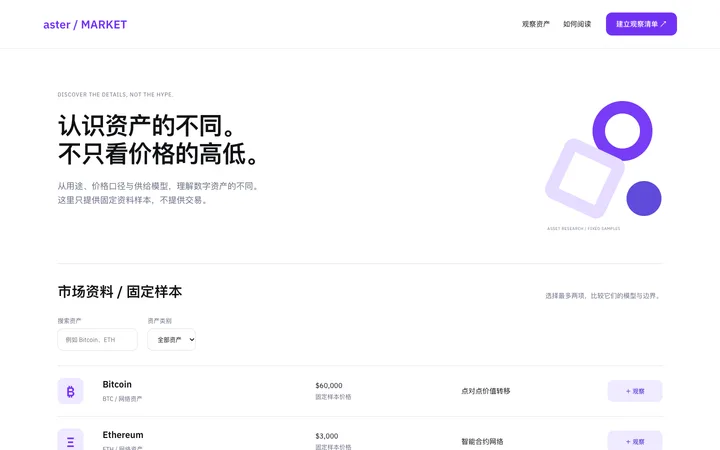 aster / MARKET
观察资产
如何阅读
建立观察清单 ↗
DISCOVER THE DETAILS, NOT THE HYPE.
认识资产的不同。
不只看价格的高低。
从用途、价格口径与供给模型，理解数字资产的不同。
这里只提供固定资料样本，不提供交易。
ASSET RESEARCH / FIXED SAMPLES
市场资料 / 固定样本
选择最多两项，比较它们的模型与边界。
搜索资产
资产类别
例如 Bitcoin、ETH
全部资产
Bitcoin
BTC / 网络资产
$60,000
固定样本价格
点对点价值转移
+ 观察
Ethereum
ETH / 网络资产
$3,000
固定样本价格
智能合约网络
+ 观察